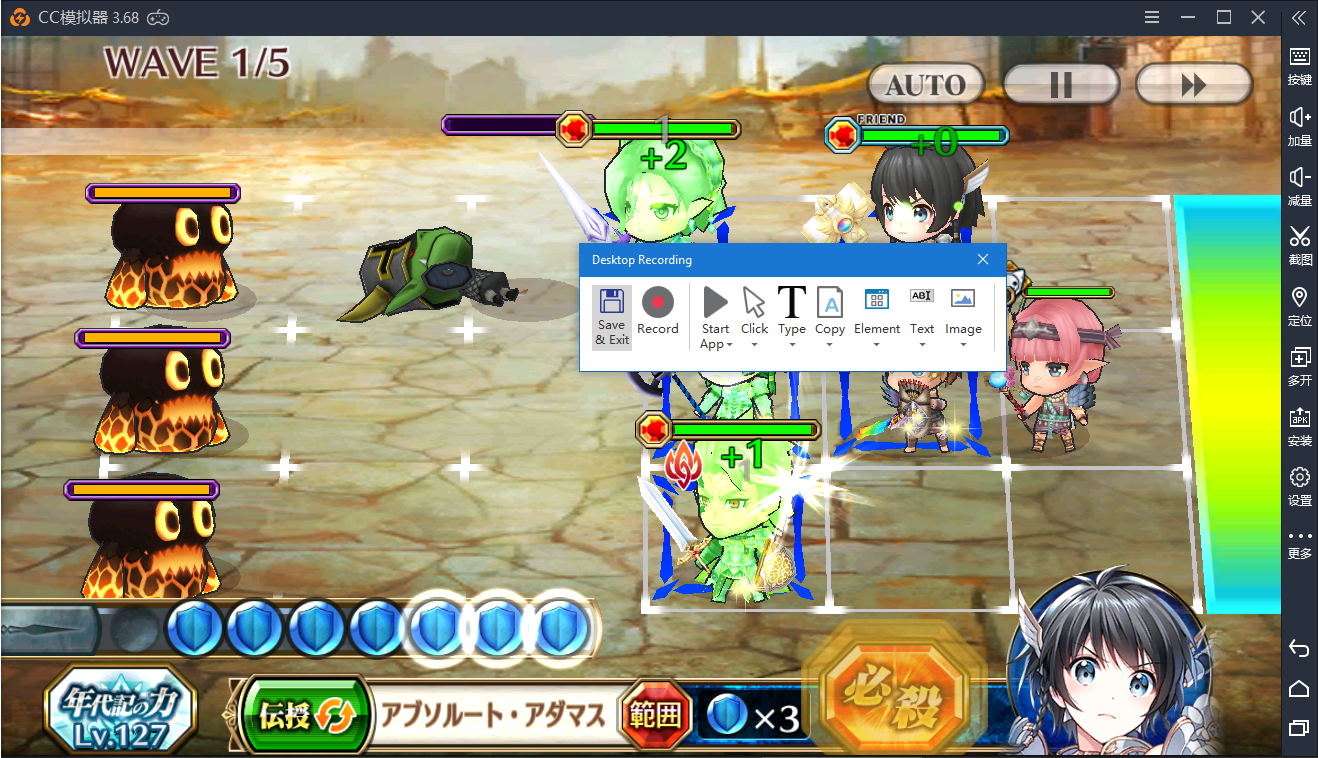 CC模拟器 3.68
WAVE 1/5
AUTO
FRIEND
1
+2
+0
按键
加量
减量
截图
定位
多开
APK
安装
设置
更多
Desktop Recording
Save & Exit
Record
Start App
Click
Type
Copy
Element
Text
Image
T
A
ABI
+1
1
年代記の力
Lv.127
伝授
アブソルート・アダマス
範囲
×3
必殺